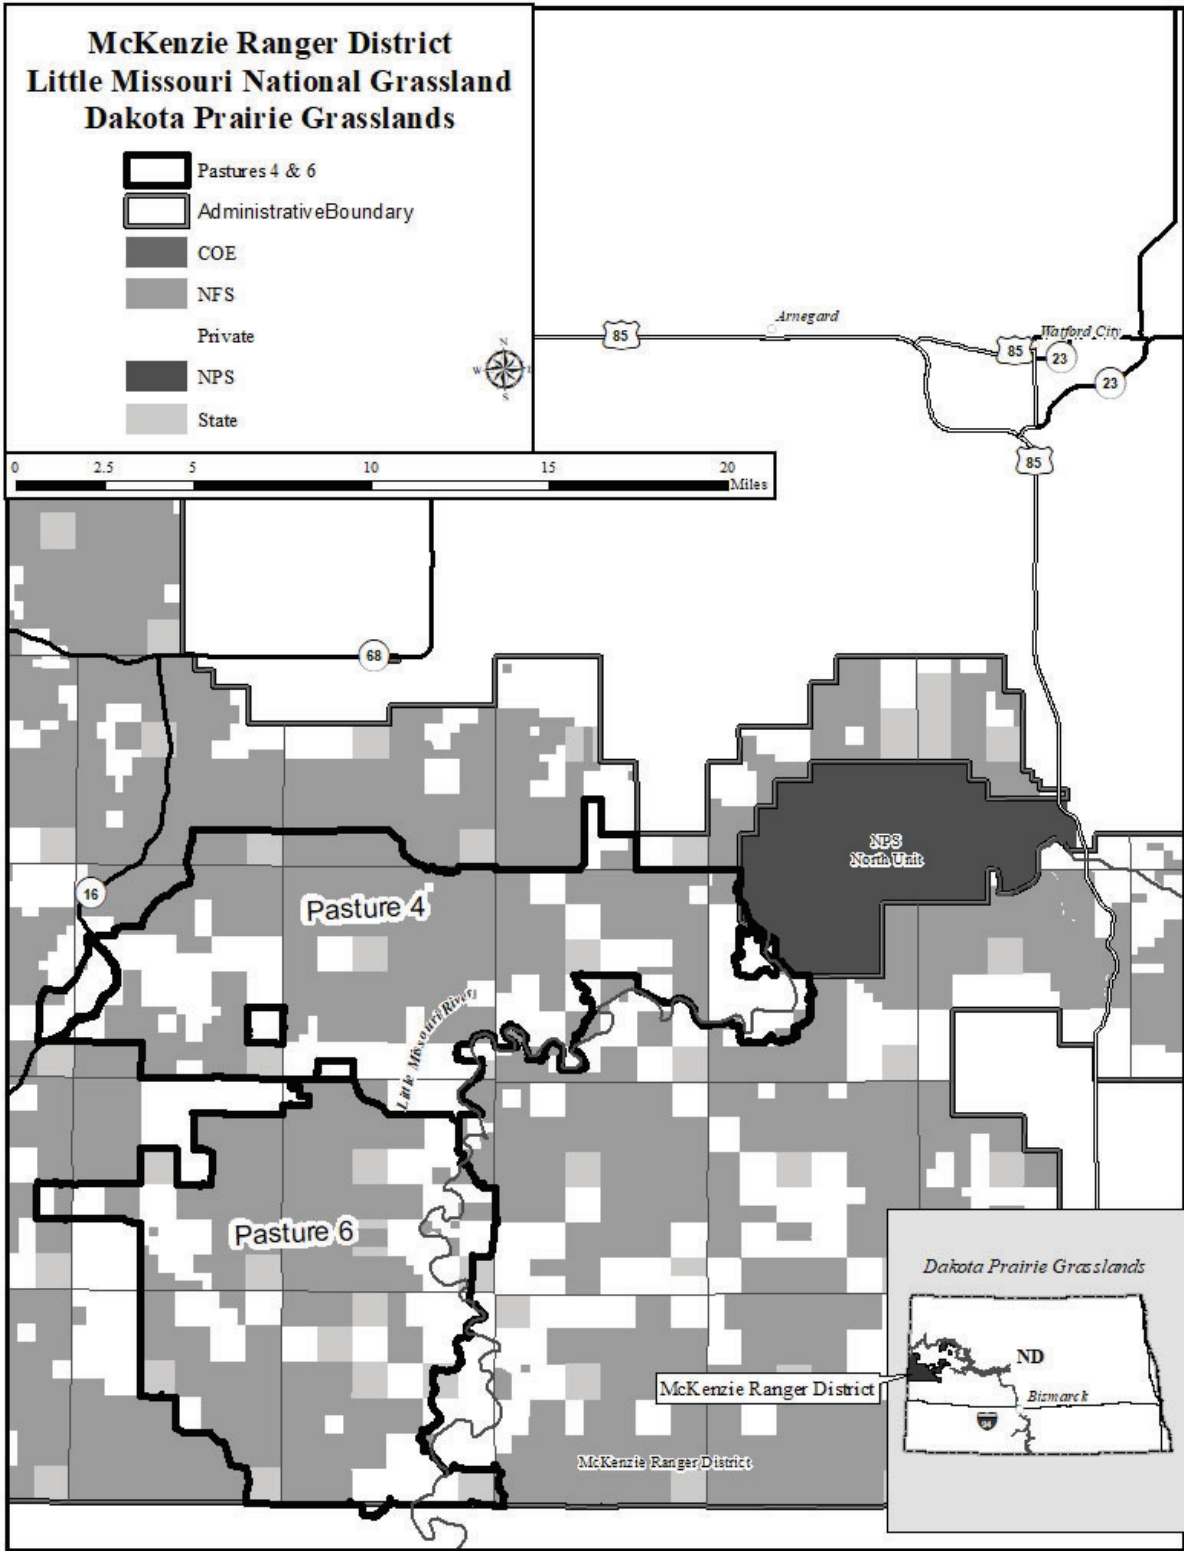 McKenzie Ranger District
Little Missouri National Grassland
Dakota Prairie Grasslands
Pastures 4 & 6
AdministrativeBoundary
COE
NFS
Private
NPS
State
N
W
S
0 2.5 5 10 15 20
Miles
Arnegard
85
Watford City
85
23
23
85
68
NPS
North Unit
16
Pasture 4
Little Missouri River
Pasture 6
Dakota Prairie Grasslands
ND
McKenzie Ranger District
Bismarck
94
McKenzie Ranger District